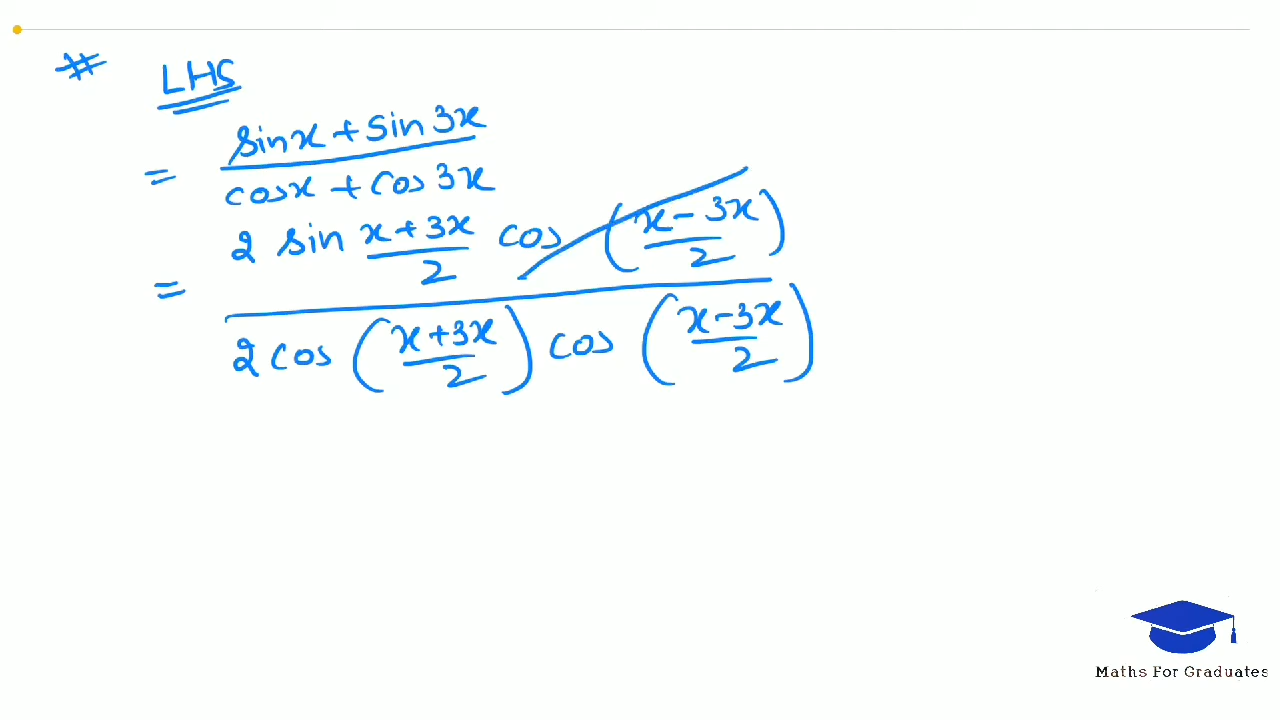 # LHS
= (sin x + sin 3x) / (cos x + cos 3x)
= (2 sin (x+3x)/2 cos ((x-3x)/2)) / (2 cos ((x+3x)/2) cos ((x-3x)/2))
Maths For Graduates